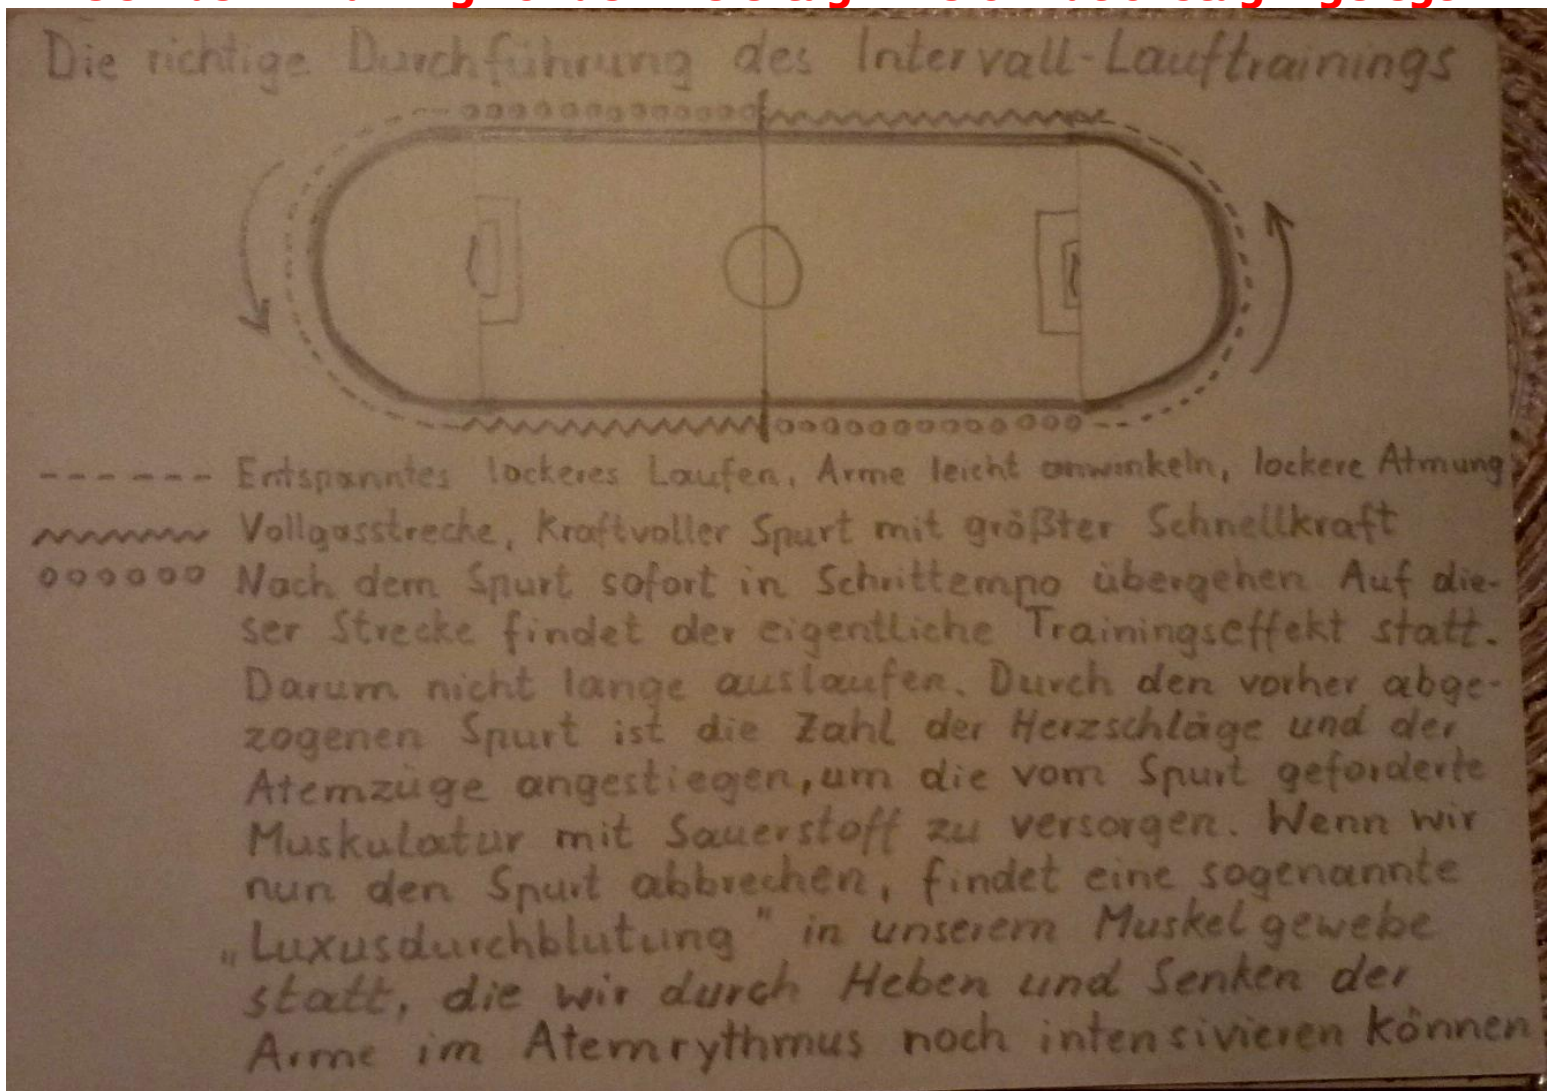 Die richtige Durchführung des Intervall-Lauftrainings
Entspanntes lockeres Laufen, Arme leicht anwinkeln, lockere Atmung
Vollgasstrecke, kraftvoller Spurt mit größter Schnellkraft
Nach dem Spurt sofort in Schrittempo übergehen Auf die-
ser Strecke findet der eigentliche Trainingseffekt statt.
Darum nicht lange auslaufen. Durch den vorher abge-
zogenen Spurt ist die Zahl der Herzschläge und der
Atemzüge angestiegen, um die vom Spurt geforderte
Muskulatur mit Sauerstoff zu versorgen. Wenn wir
nun den Spurt abbrechen, findet eine sogenannte
„Luxusdurchblutung" in unserem Muskelgewebe
statt, die wir durch Heben und Senken der
Arme im Atemrythmus noch intensivieren können